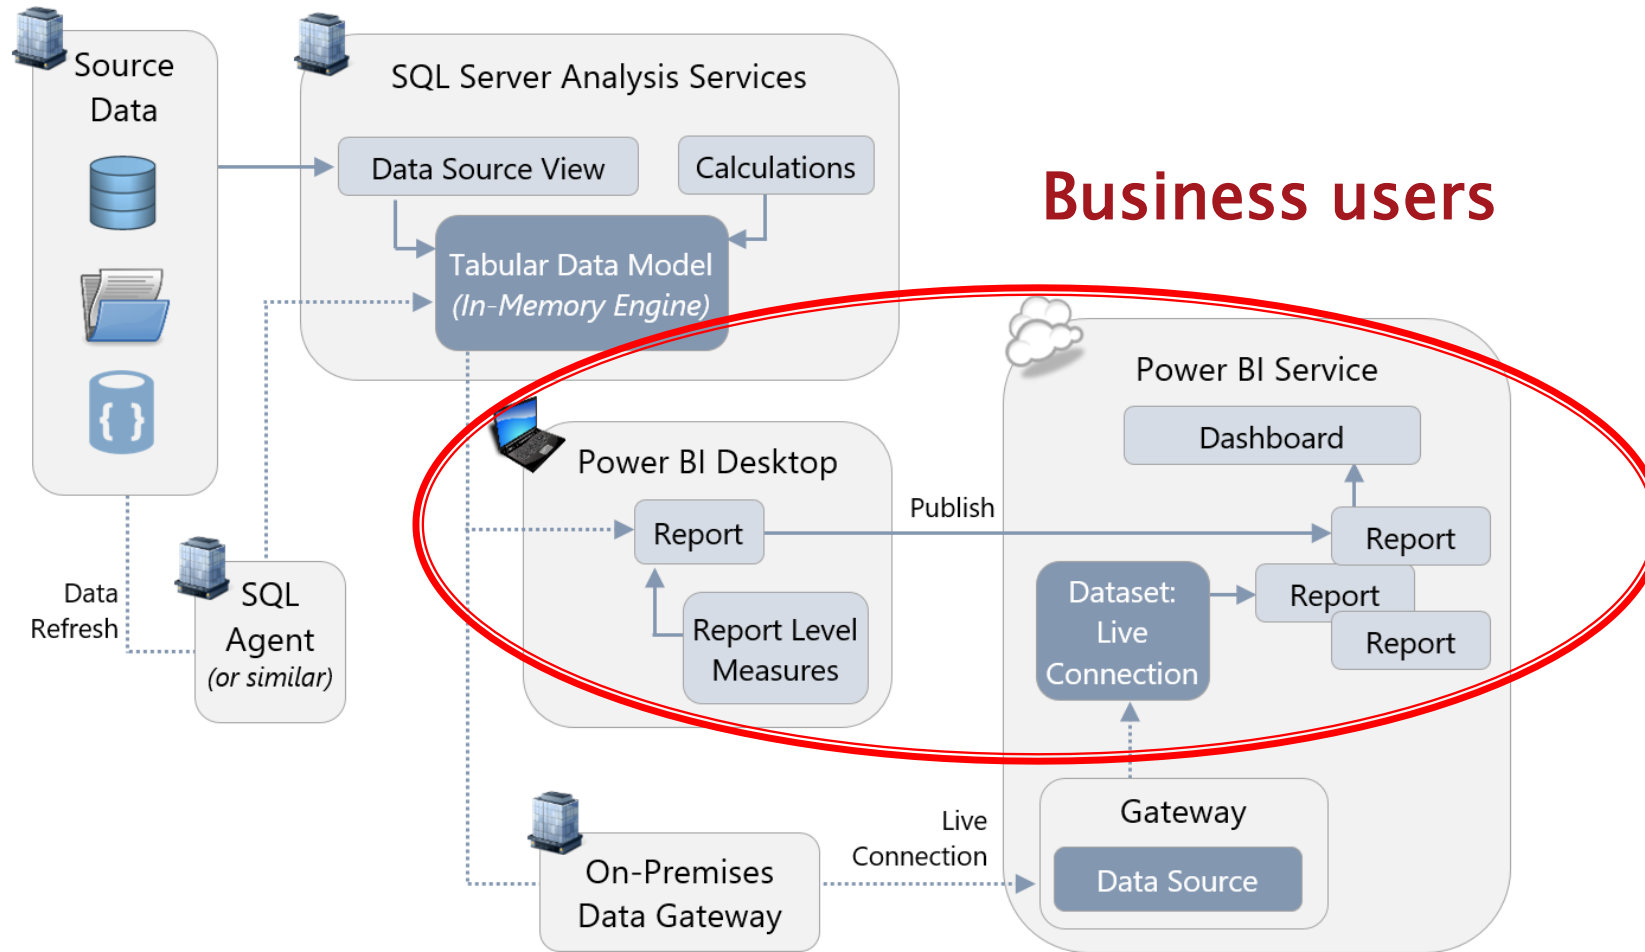 Source
Data
SQL Server Analysis Services
Data Source View
Calculations
Tabular Data Model
(In-Memory Engine)
Business users
Power BI Service
Dashboard
Power BI Desktop
Report
Publish
Report
Report
Report
Dataset:
Live
Connection
Report Level
Measures
Data
Refresh
SQL
Agent
(or similar)
Gateway
Data Source
Live
Connection
On-Premises
Data Gateway
{ }